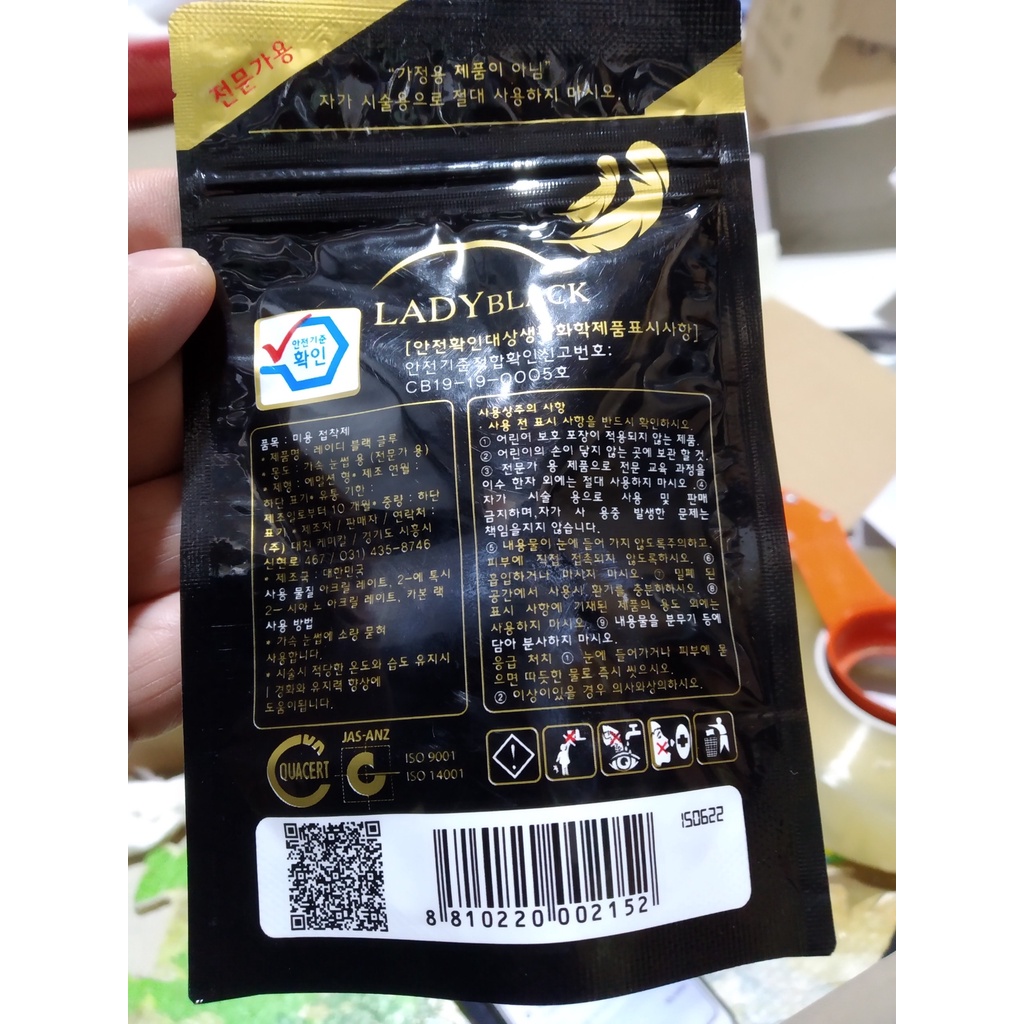 전문가용
"가정용 제품이 아님"
자가 시술용으로 절대 사용하지 마시오.
LADY BLACK
[안전확인대상생활화학제품표시사항]
안전기준적합확인신고번호:
CB19-19-0005호
안전기준
확인
품목 : 미용 접착제
* 제품명 : 레이디 블랙 글루
* 용도 : 가속 눈썹 용 (전문가 용)
* 제형 : 에멀션 형* 제조 연월 :
하단 표기* 유통 기한 :
제조일로부터 10 개월* 중량 : 하단
표기* 제조자 / 판매자 / 연락처 :
(주) 대진 케미칼 / 경기도 시흥시
신현로 467 / 031) 435-8746
* 제조국 : 대한민국
사용 물질 아크릴 레이트, 2-에 톡시
2- 시아 노 아크릴 레이트, 카본 랙
사용 방법
* 가속 눈썹에 소량 묻혀
사용합니다.
* 시술시 적당한 온도와 습도 유지시
| 경화와 유지력 향상에
도움이됩니다.
사용상주의 사항
· 사용 전 표시 사항을 반드시 확인하시오.
① 어린이 보호 포장이 적용되지 않는 제품.
② 어린이의 손이 닿지 않는 곳에 보관 할 것.
③ 전문가 용 제품으로 전문 교육 과정을
이수 한자 외에는 절대 사용하지 마시오 .④
자가 시술 용으로 사용 및 판매
금지하며,자가 사 용중 발생한 문제는
책임을지지 않습니다.
⑤ 내용물이 눈에 들어 가지 않도록주의하고,
피부에 직접 접촉되지 않도록하시오. ⑥
흡입하거나 마시지 마시오. ⑦ 밀폐 된
공간에서 사용시, 환기를 충분히하시오. ⑧
표시 사항에 기재된 제품의 용도 외에는
사용하지 마시오. ⑨ 내용물을 분무기 등에
담아 분사하지 마시오.
응급 처치 ① 눈에 들어가거나 피부에 묻
으면 따뜻한 물로 즉시 씻으시오.
② 이상이있을 경우 의사와상의하시오.
QUACERT
JAS-ANZ
ISO 9001
ISO 14001
150622
8 810220 002152